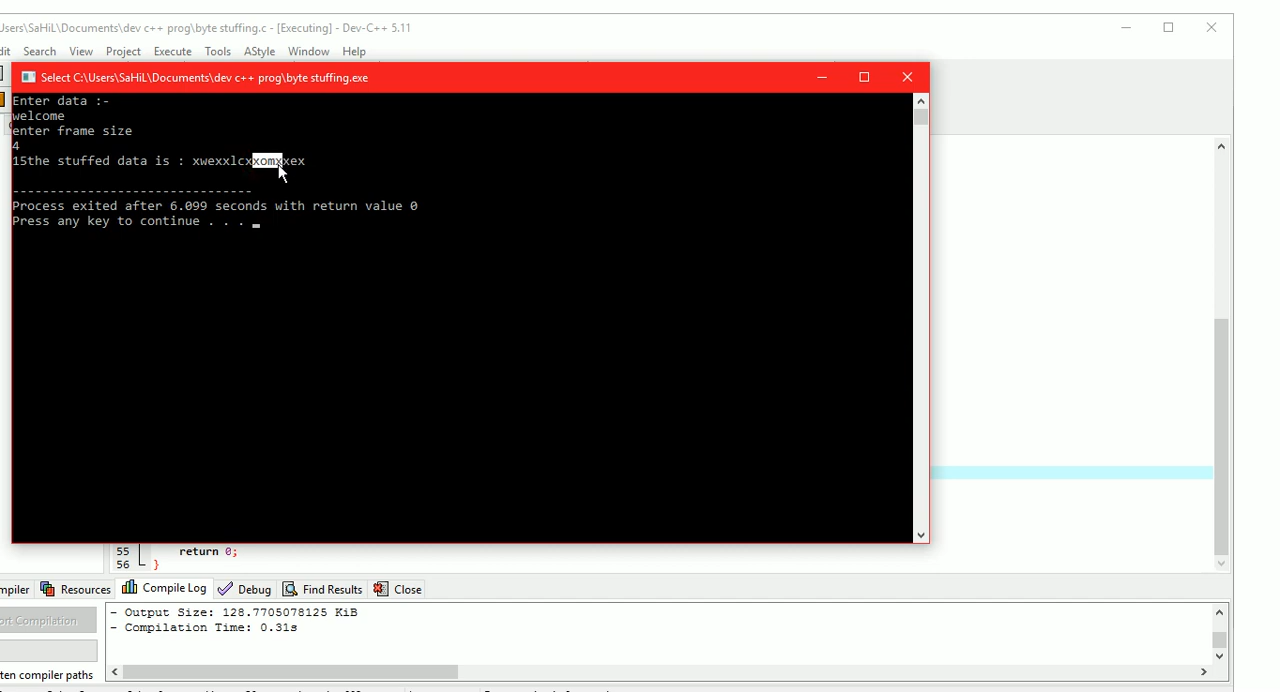 Jsers\SaHiL\Documents\dev c++ prog\byte stuffing.c - [Executing] - Dev-C++ 5.11
dit Search View Project Execute Tools AStyle Window Help
Select C:\Users\SaHiL\Documents\dev c++ prog\byte stuffing.exe
Enter data :-
welcome
enter frame size
4
15the stuffed data is : xwexxlcxxomxxex
--------------------------------
Process exited after 6.099 seconds with return value 0
Press any key to continue . . .
55 return 0;
56 }
mpiler Resources Compile Log Debug Find Results Close
- Output Size: 128.7705078125 KiB
ort Compilation
- Compilation Time: 0.31s
ten compiler paths